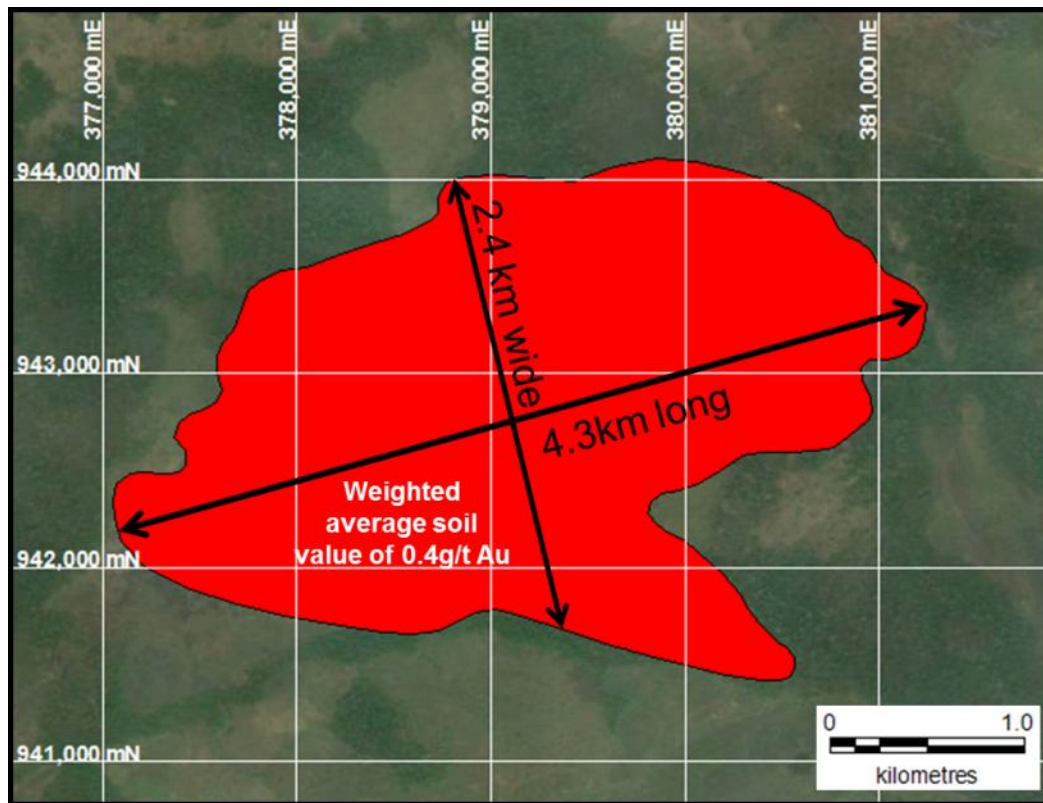 377,000 mE
378,000 mE
379,000 mE
380,000 mE
381,000 mE
944,000 mN
2.4 km wide
943,000 mN
4.3km long
Weighted
average soil
value of 0.4g/t Au
942,000 mN
941,000 mN
0 1.0
kilometres